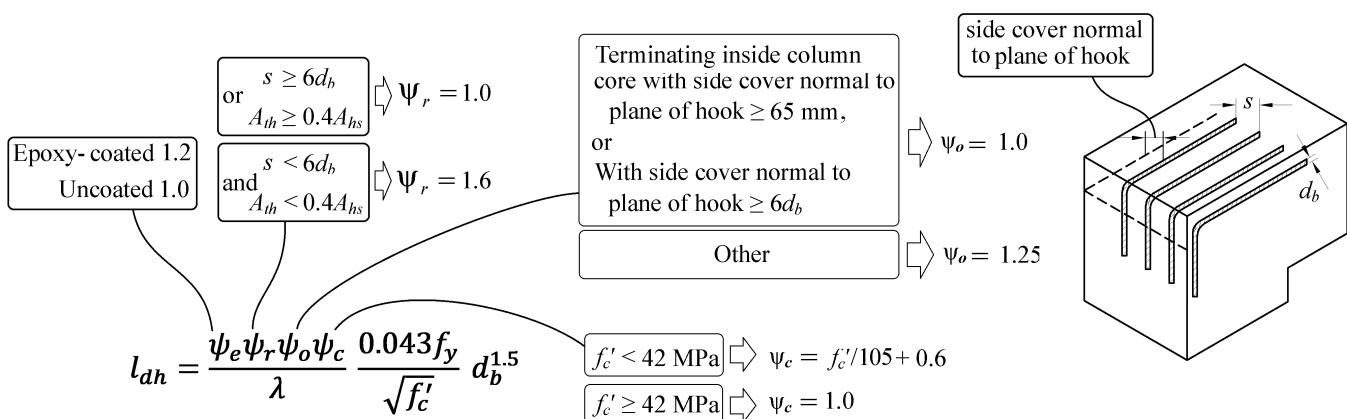 side cover normal
to plane of hook
s ≥ 6d_b
or
A_th ≥ 0.4A_hs
ψ_r = 1.0
Epoxy- coated 1.2
Uncoated 1.0
s < 6d_b
and
A_th < 0.4A_hs
ψ_r = 1.6
Terminating inside column
core with side cover normal to
plane of hook ≥ 65 mm,
or
With side cover normal to
plane of hook ≥ 6d_b
ψ_o = 1.0
Other
ψ_o = 1.25
s
d_b
l_dh = ψ_eψ_rψ_oψ_c/λ 0.043f_y/√f_c′ d_b^1.5
f_c′ < 42 MPa
ψ_c = f_c′/105 + 0.6
f_c′ ≥ 42 MPa
ψ_c = 1.0